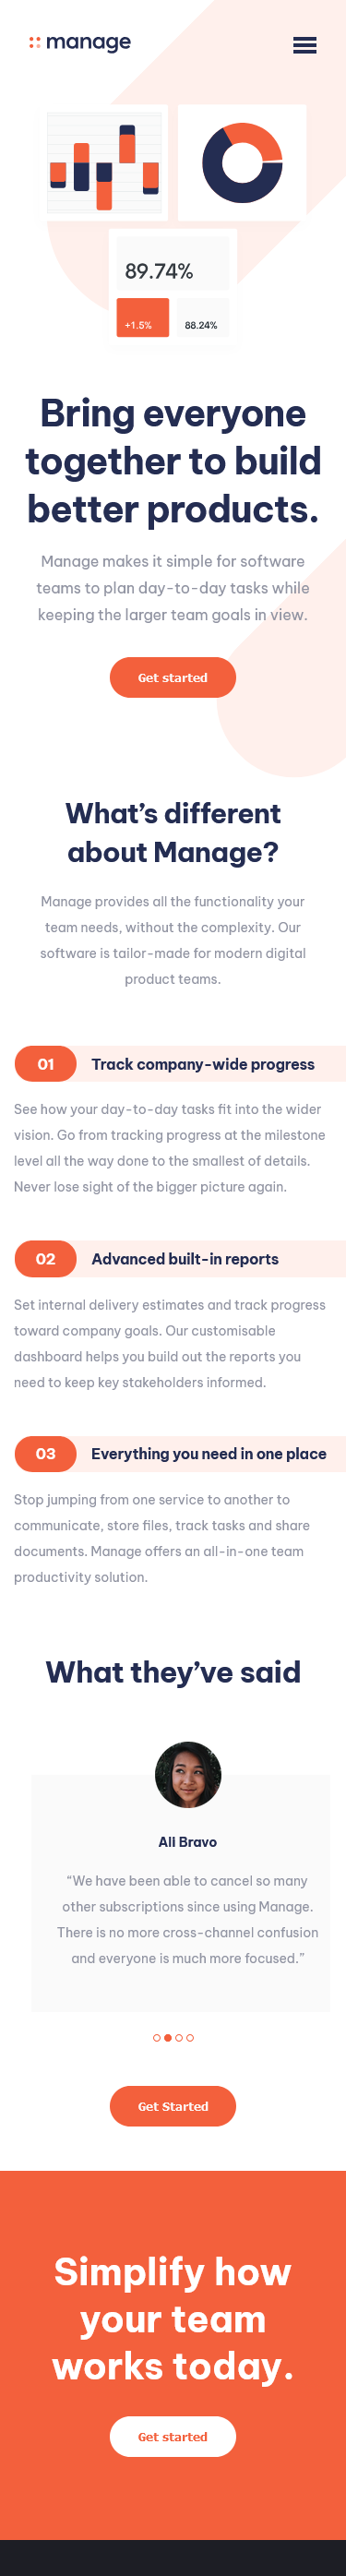 manage
89.74%
+1.5%
88.24%
Bring everyone
together to build
better products.
Manage makes it simple for software
teams to plan day-to-day tasks while
keeping the larger team goals in view.
Get started
What’s different
about Manage?
Manage provides all the functionality your
team needs, without the complexity. Our
software is tailor-made for modern digital
product teams.
01 Track company-wide progress
See how your day-to-day tasks fit into the wider
vision. Go from tracking progress at the milestone
level all the way done to the smallest of details.
Never lose sight of the bigger picture again.
02 Advanced built-in reports
Set internal delivery estimates and track progress
toward company goals. Our customisable
dashboard helps you build out the reports you
need to keep key stakeholders informed.
03 Everything you need in one place
Stop jumping from one service to another to
communicate, store files, track tasks and share
documents. Manage offers an all-in-one team
productivity solution.
What they’ve said
Ali Bravo
“We have been able to cancel so many
other subscriptions since using Manage.
There is no more cross-channel confusion
and everyone is much more focused.”
Get Started
Simplify how
your team
works today.
Get started